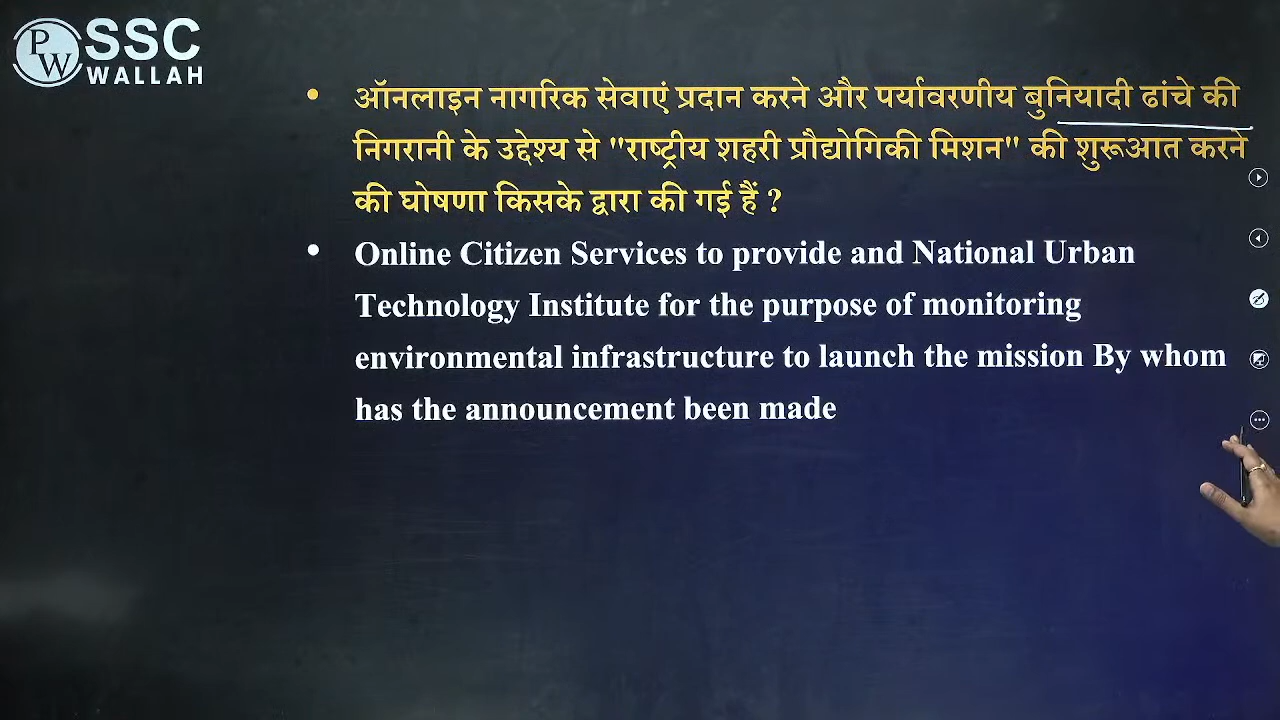 PW
SSC
WALLAH
• ऑनलाइन नागरिक सेवाएं प्रदान करने और पर्यावरणीय बुनियादी ढांचे की
निगरानी के उद्देश्य से "राष्ट्रीय शहरी प्रौद्योगिकी मिशन" की शुरूआत करने
की घोषणा किसके द्वारा की गई हैं ?
• Online Citizen Services to provide and National Urban
Technology Institute for the purpose of monitoring
environmental infrastructure to launch the mission By whom
has the announcement been made